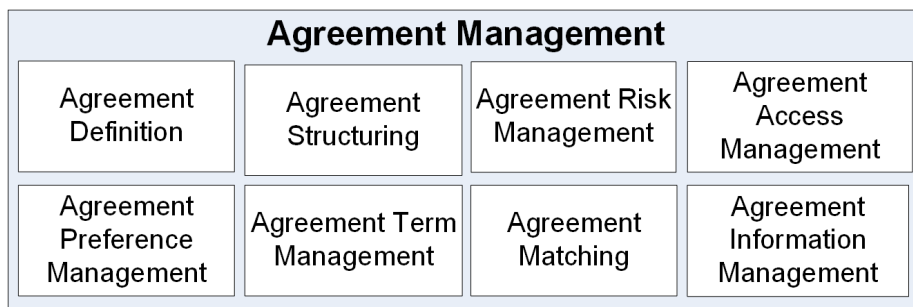 Agreement Management
Agreement
Definition
Agreement
Structuring
Agreement Risk
Management
Agreement
Access
Management
Agreement
Preference
Management
Agreement Term
Management
Agreement
Matching
Agreement
Information
Management